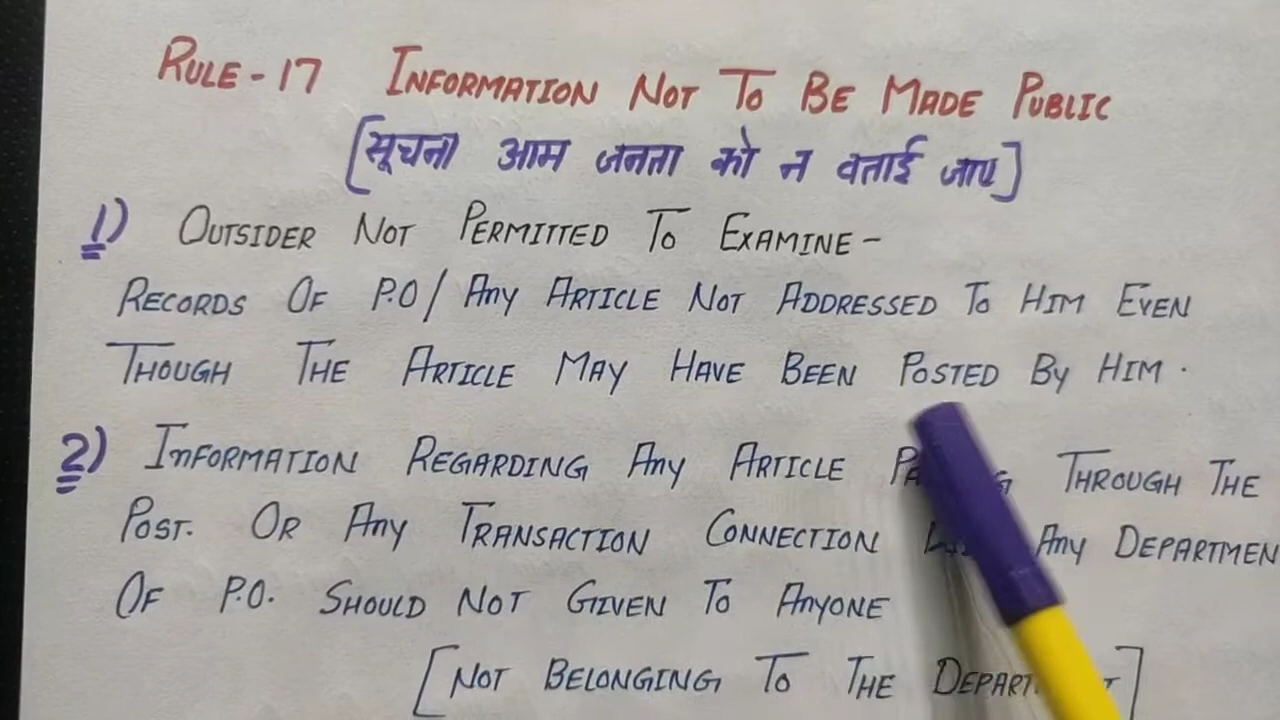 RULE-17 INFORMATION NOT TO BE MADE PUBLIC
[सूचना आम जनता को न बताई जाए]
1) OUTSIDER NOT PERMITTED TO EXAMINE-
RECORDS OF P.O/ ANY ARTICLE NOT ADDRESSED TO HIM EVEN
THOUGH THE ARTICLE MAY HAVE BEEN POSTED BY HIM.
2) INFORMATION REGARDING ANY ARTICLE THROUGH THE
POST. OR ANY TRANSACTION CONNECTION ANY DEPARTMEN
OF P.O. SHOULD NOT GIVEN TO ANYONE
[NOT BELONGING TO THE DEPARTMENT]